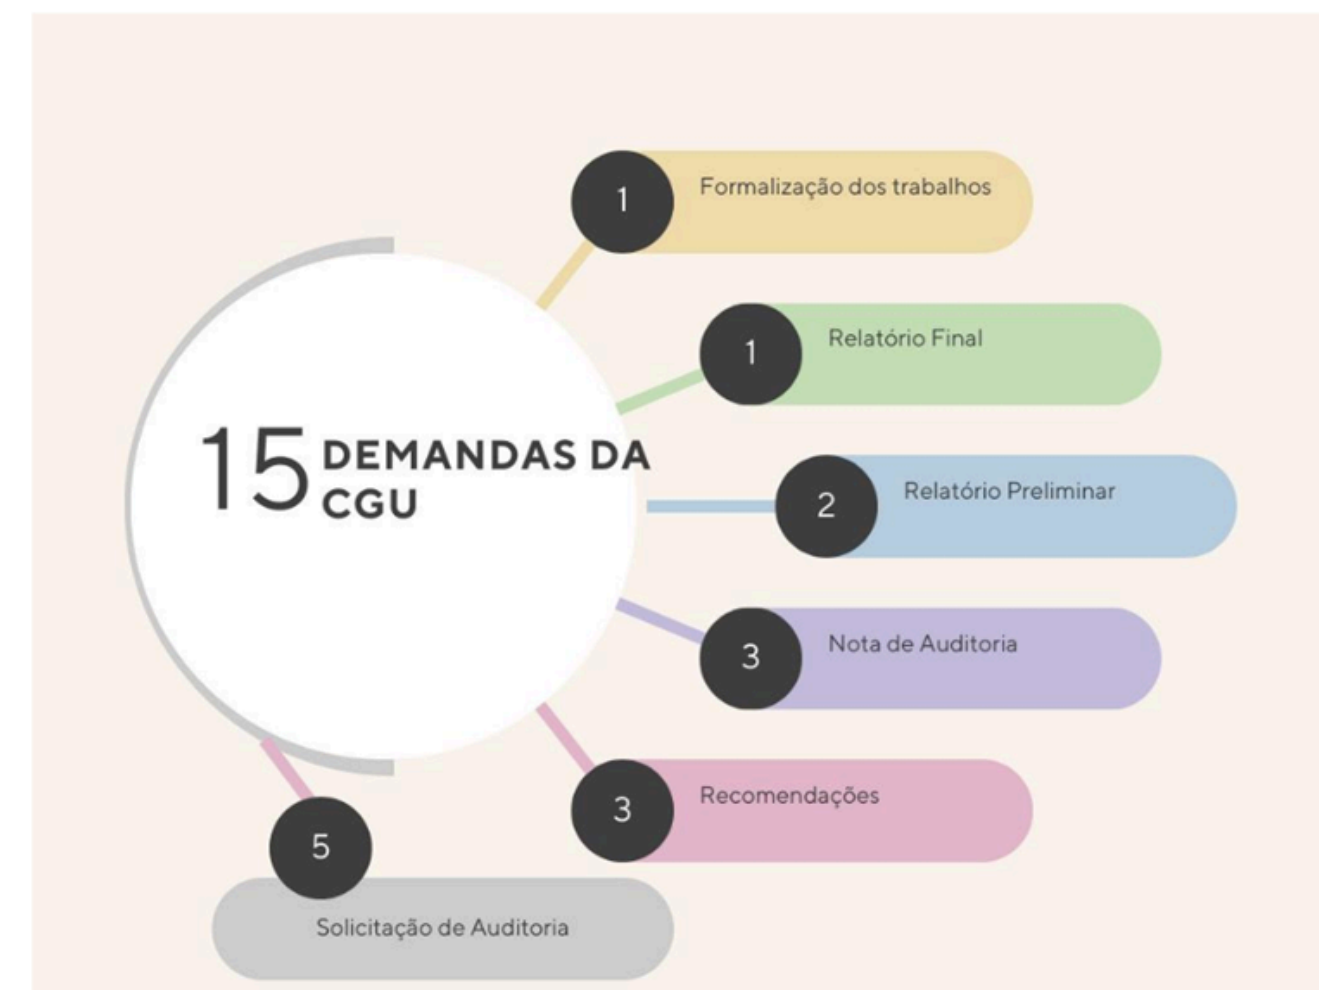 1 Formalização dos trabalhos
1 Relatório Final
15 DEMANDAS DA
CGU
2 Relatório Preliminar
3 Nota de Auditoria
3 Recomendações
5
Solicitação de Auditoria